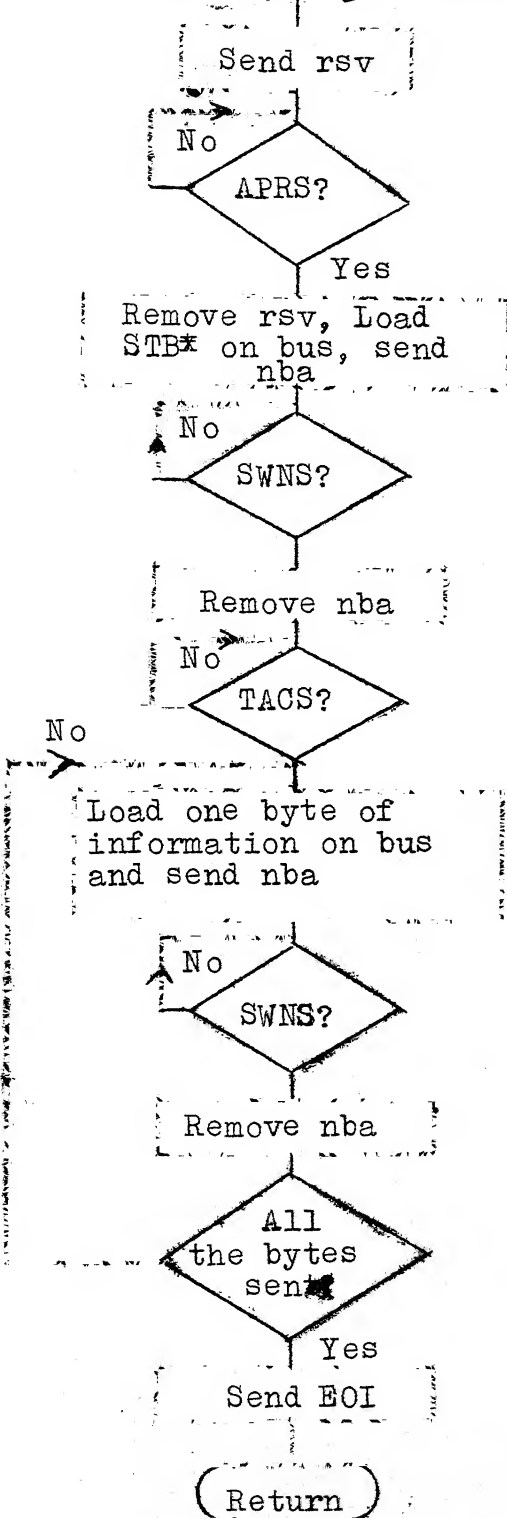 Send rsv
No
APRS?
Yes
Remove rsv, Load
STB* on bus, send
nba
No
SWNS?
Remove nba
No
TACS?
No
Load one byte of
information on bus
and send nba
No
SWNS?
Remove nba
All
the bytes
Yes
Send EOI
Return